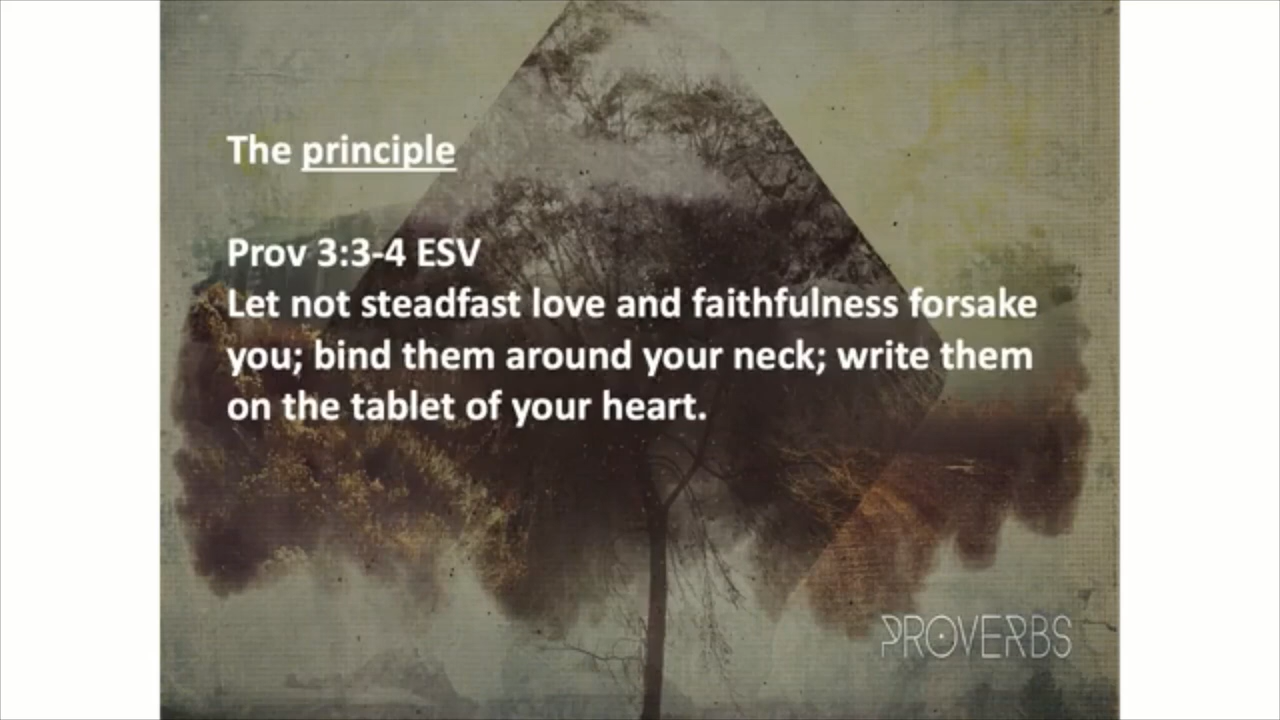 The principle
Prov 3:3-4 ESV
Let not steadfast love and faithfulness forsake
you; bind them around your neck; write them
on the tablet of your heart.
PROVERBS